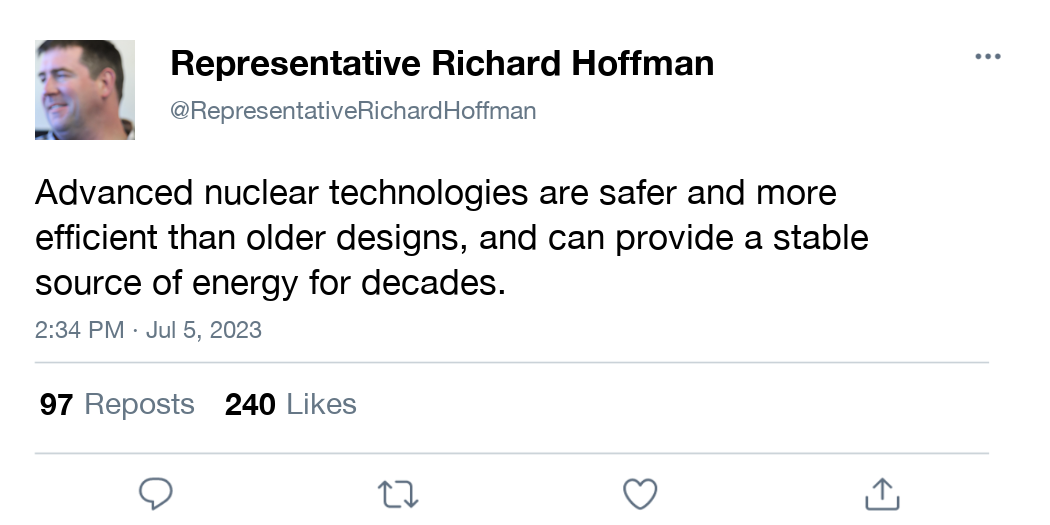 Representative Richard Hoffman
@RepresentativeRichardHoffman
Advanced nuclear technologies are safer and more
efficient than older designs, and can provide a stable
source of energy for decades.
2:34 PM · Jul 5, 2023
97 Reposts 240 Likes